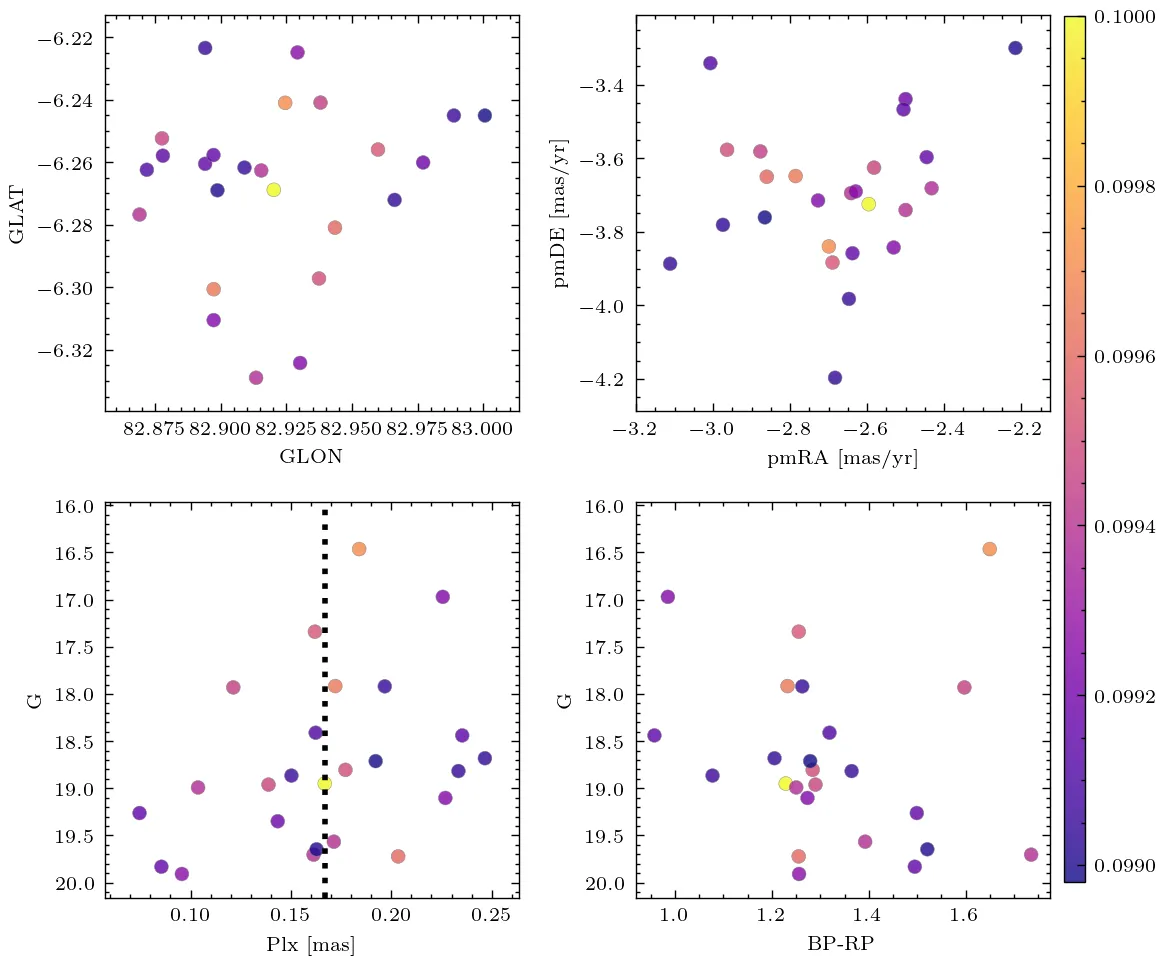 −6.22
−6.24
−6.26
−6.28
−6.30
−6.32
GLAT
82.875 82.900 82.925 82.950 82.975 83.000
GLON
−3.4
−3.6
−3.8
−4.0
−4.2
pmDE [mas/yr]
−3.2 −3.0 −2.8 −2.6 −2.4 −2.2
pmRA [mas/yr]
0.1000
0.0998
0.0996
0.0994
0.0992
0.0990
16.0
16.5
17.0
17.5
18.0
18.5
19.0
19.5
20.0
G
0.10 0.15 0.20 0.25
Plx [mas]
16.0
16.5
17.0
17.5
18.0
18.5
19.0
19.5
20.0
G
1.0 1.2 1.4 1.6
BP-RP